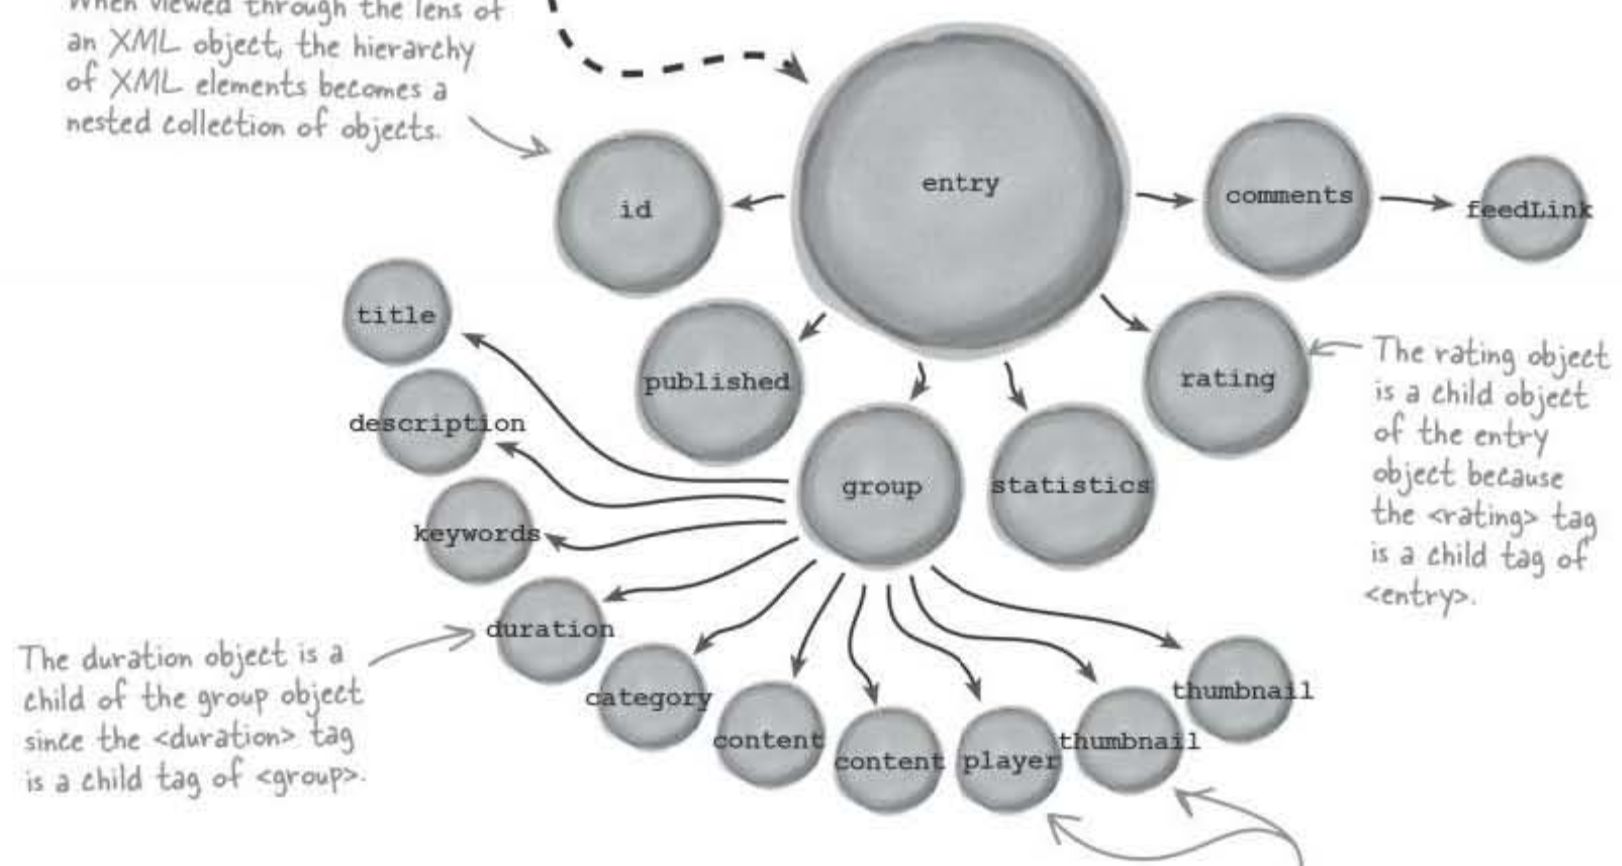 When viewed through the lens of
an XML object, the hierarchy
of XML elements becomes a
nested collection of objects.
entry
id
comments
feedLink
title
published
rating
description
group
statistics
keywords
The rating object
is a child object
of the entry
object because
the <rating> tag
is a child tag of
<entry>.
duration
category
content
content
player
thumbnail
thumbnail
The duration object is a
child of the group object
since the <duration> tag
is a child tag of <group>.